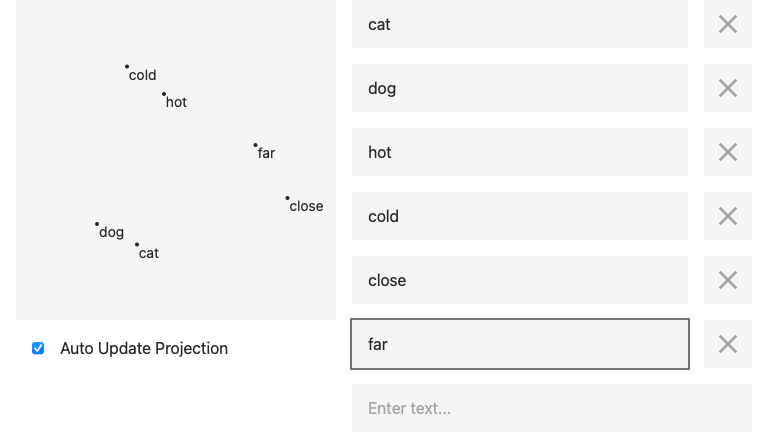 cold
hot
far
close
dog
cat
Auto Update Projection
cat
dog
hot
cold
close
far
Enter text...